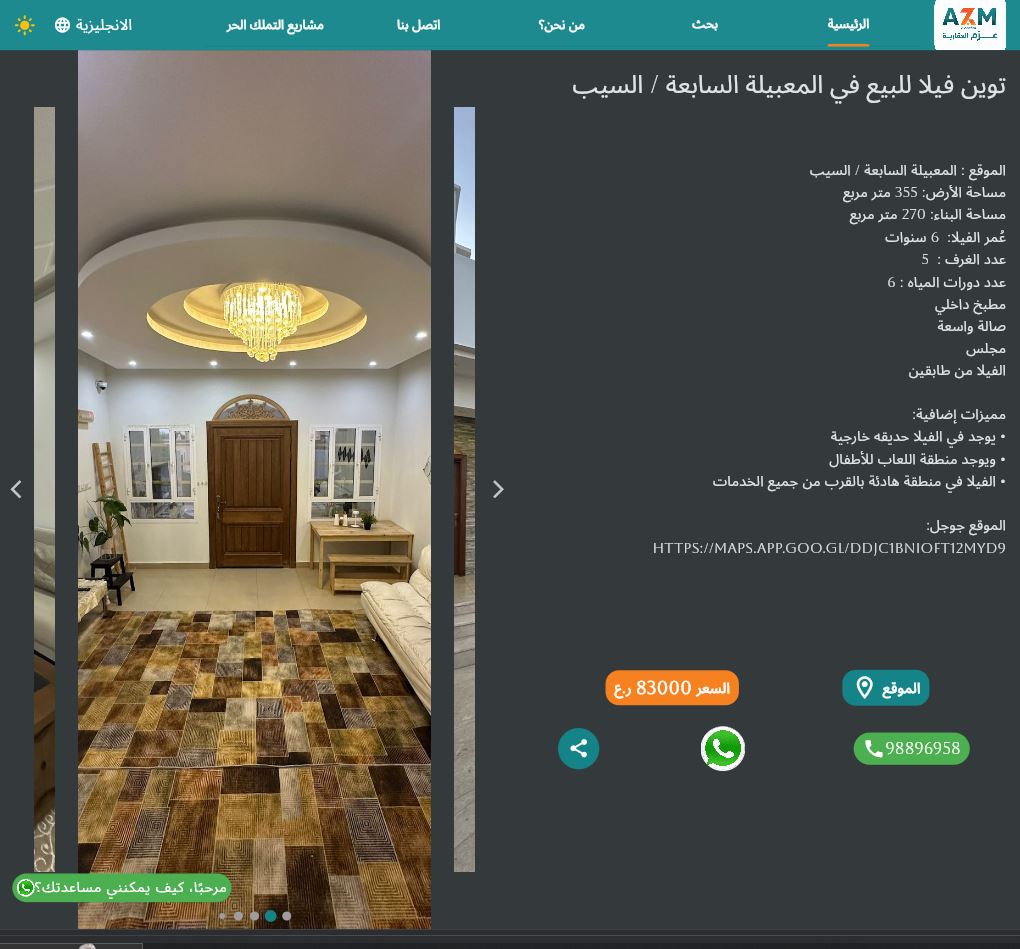 AZM
عـــزم العقاريـة
الرئيسية
بحث
من نحن؟
اتصل بنا
مشاريع التملك الحر
الانجليزية
توين فيلا للبيع في المعبيلة السابعة / السيب
الموقع : المعبيلة السابعة / السيب
مساحة الأرض: 355 متر مربع
مساحة البناء: 270 متر مربع
عُمر الفيلا: 6 سنوات
عدد الغرف : 5
عدد دورات المياه : 6
مطبخ داخلي
صالة واسعة
مجلس
الفيلا من طابقين
مميزات إضافية:
• يوجد في الفيلا حديقه خارجية
• ويوجد منطقة اللعاب للأطفال
• الفيلا في منطقة هادئة بالقرب من جميع الخدمات
الموقع جوجل:
HTTPS://MAPS.APP.GOO.GL/DDJC1BNIOFT12MYD9
الموقع
السعر 83000 ر.ع
98896958
مرحبًا، كيف يمكنني مساعدتك؟